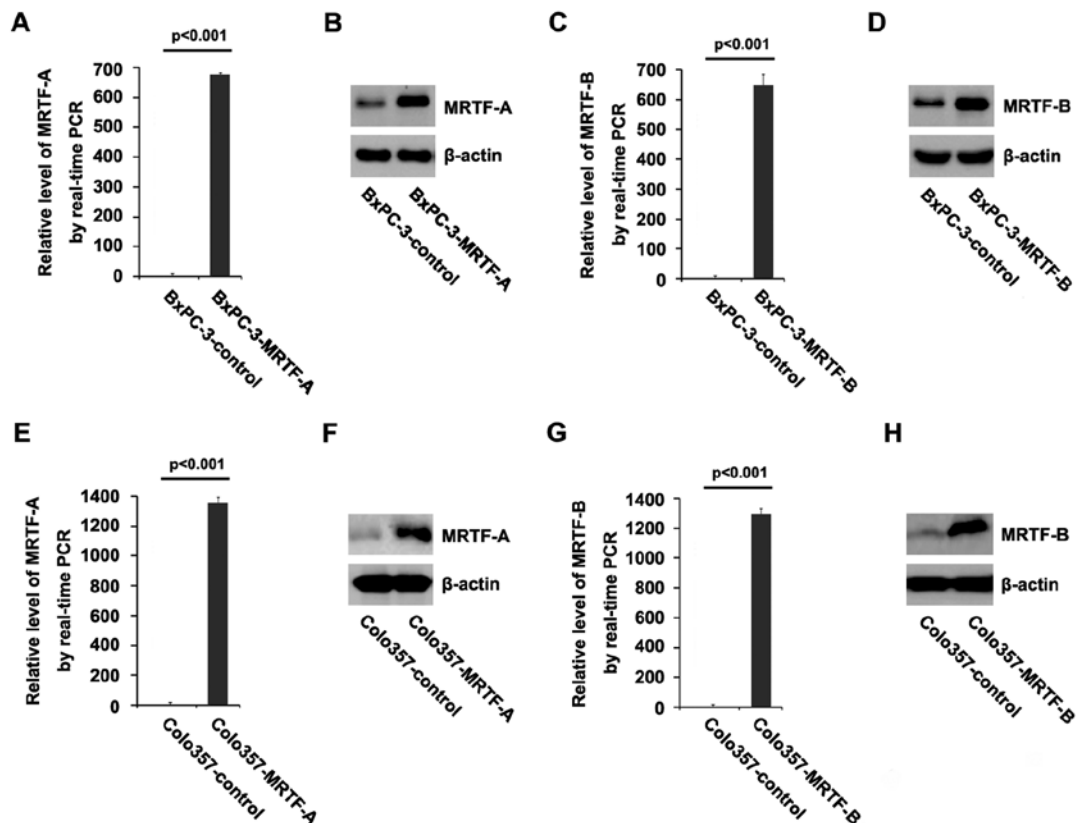 A
p<0.001
Relative level of MRTF-A
by real-time PCR
700
600
500
400
300
200
100
0
BxPC-3-control
BxPC-3-MRTF-A
B
MRTF-A
β-actin
BxPC-3-control
BxPC-3-MRTF-A
C
p<0.001
Relative level of MRTF-B
by real-time PCR
700
600
500
400
300
200
100
0
BxPC-3-control
BxPC-3-MRTF-B
D
MRTF-B
β-actin
BxPC-3-control
BxPC-3-MRTF-B
E
p<0.001
Relative level of MRTF-A
by real-time PCR
1400
1200
1000
800
600
400
200
0
Colo357-control
Colo357-MRTF-A
F
MRTF-A
β-actin
Colo357-control
Colo357-MRTF-A
G
p<0.001
Relative level of MRTF-B
by real-time PCR
1400
1200
1000
800
600
400
200
0
Colo357-control
Colo357-MRTF-B
H
MRTF-B
β-actin
Colo357-control
Colo357-MRTF-B